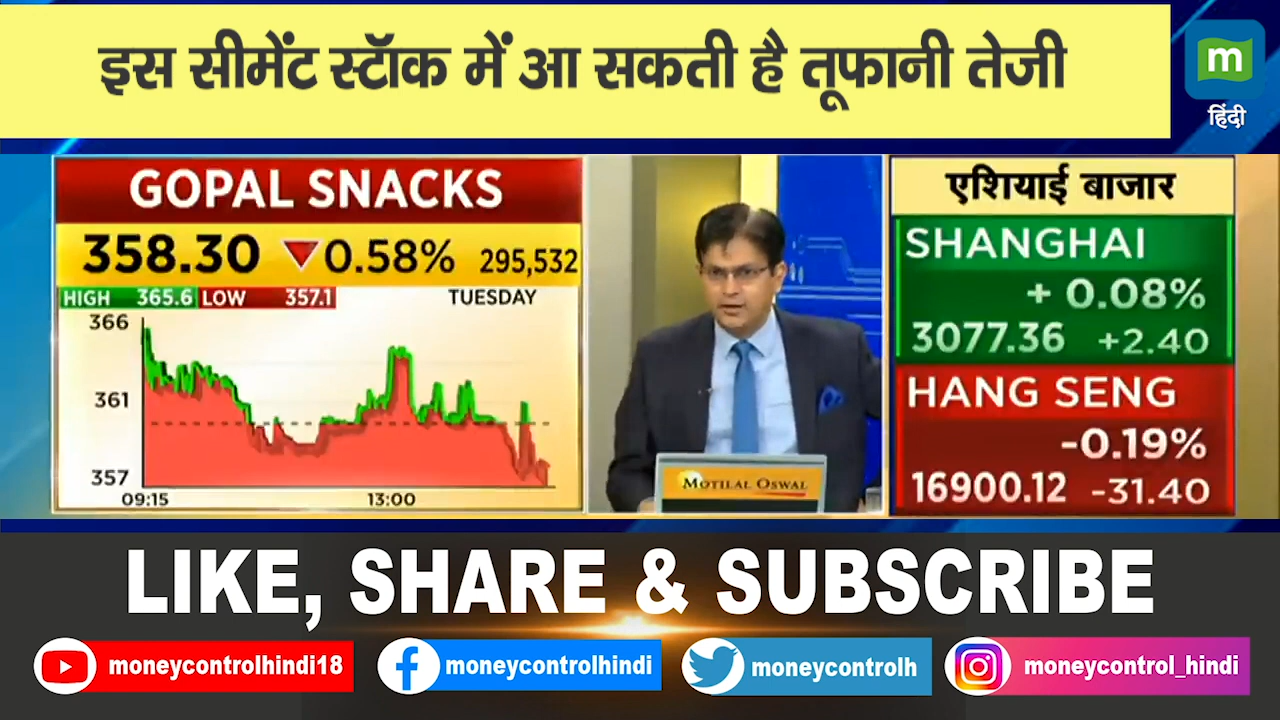 इस सीमेंट स्टॉक में आ सकती है तूफानी तेजी
m
हिंदी
GOPAL SNACKS
358.30 ▼0.58% 295,532
HIGH 365.6 LOW 357.1 TUESDAY
366
361
357
09:15 13:00
MOTILAL OSWAL
एशियाई बाजार
SHANGHAI
+ 0.08%
3077.36 +2.40
HANG SENG
-0.19%
16900.12 -31.40
LIKE, SHARE & SUBSCRIBE
moneycontrolhindi18 moneycontrolhindi moneycontrolh moneycontrol_hindi